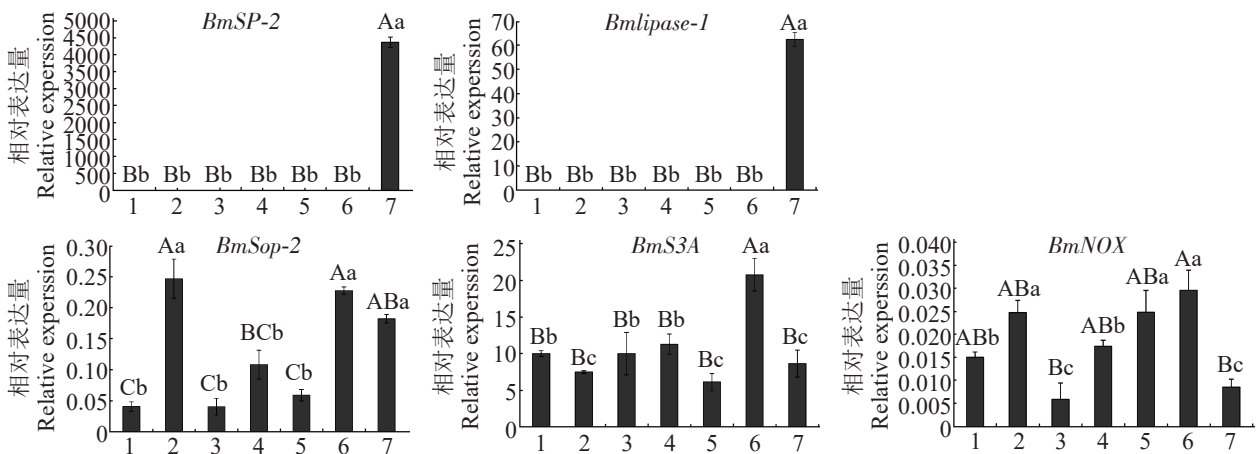 BmSP-2
相对表达量
Relative experssion
5000
4500
4000
3500
3000
2500
2000
1500
1000
500
0
Bb Bb Bb Bb Bb Bb Aa
1 2 3 4 5 6 7
Bmlipase-1
相对表达量
Relative experssion
70
60
50
40
30
20
10
0
Bb Bb Bb Bb Bb Bb Aa
1 2 3 4 5 6 7
BmSop-2
相对表达量
Relative experssion
0.30
0.25
0.20
0.15
0.10
0.05
0
Cb Aa Cb BCb Cb Aa ABa
1 2 3 4 5 6 7
BmS3A
相对表达量
Relative experssion
25
20
15
10
5
0
Bb Bc Bb Bb Bc Aa Bc
1 2 3 4 5 6 7
BmNOX
相对表达量
Relative experssion
0.040
0.035
0.030
0.025
0.020
0.015
0.010
0.005
0
ABb ABa Bc ABb ABa Aa Bc
1 2 3 4 5 6 7